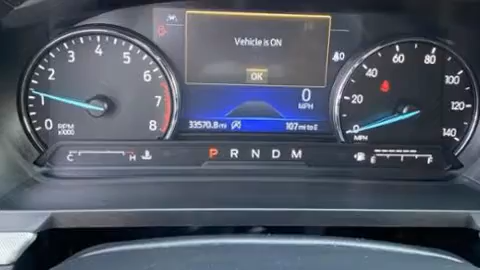 Vehicle is ON
OK
0
MPH
33570.8 mi
107 mi to E
0 1 2 3 4 5 6 7 8
RPM
x1000
0 20 40 60 80 100 120 140
MPH
C H
P R N D M
E F